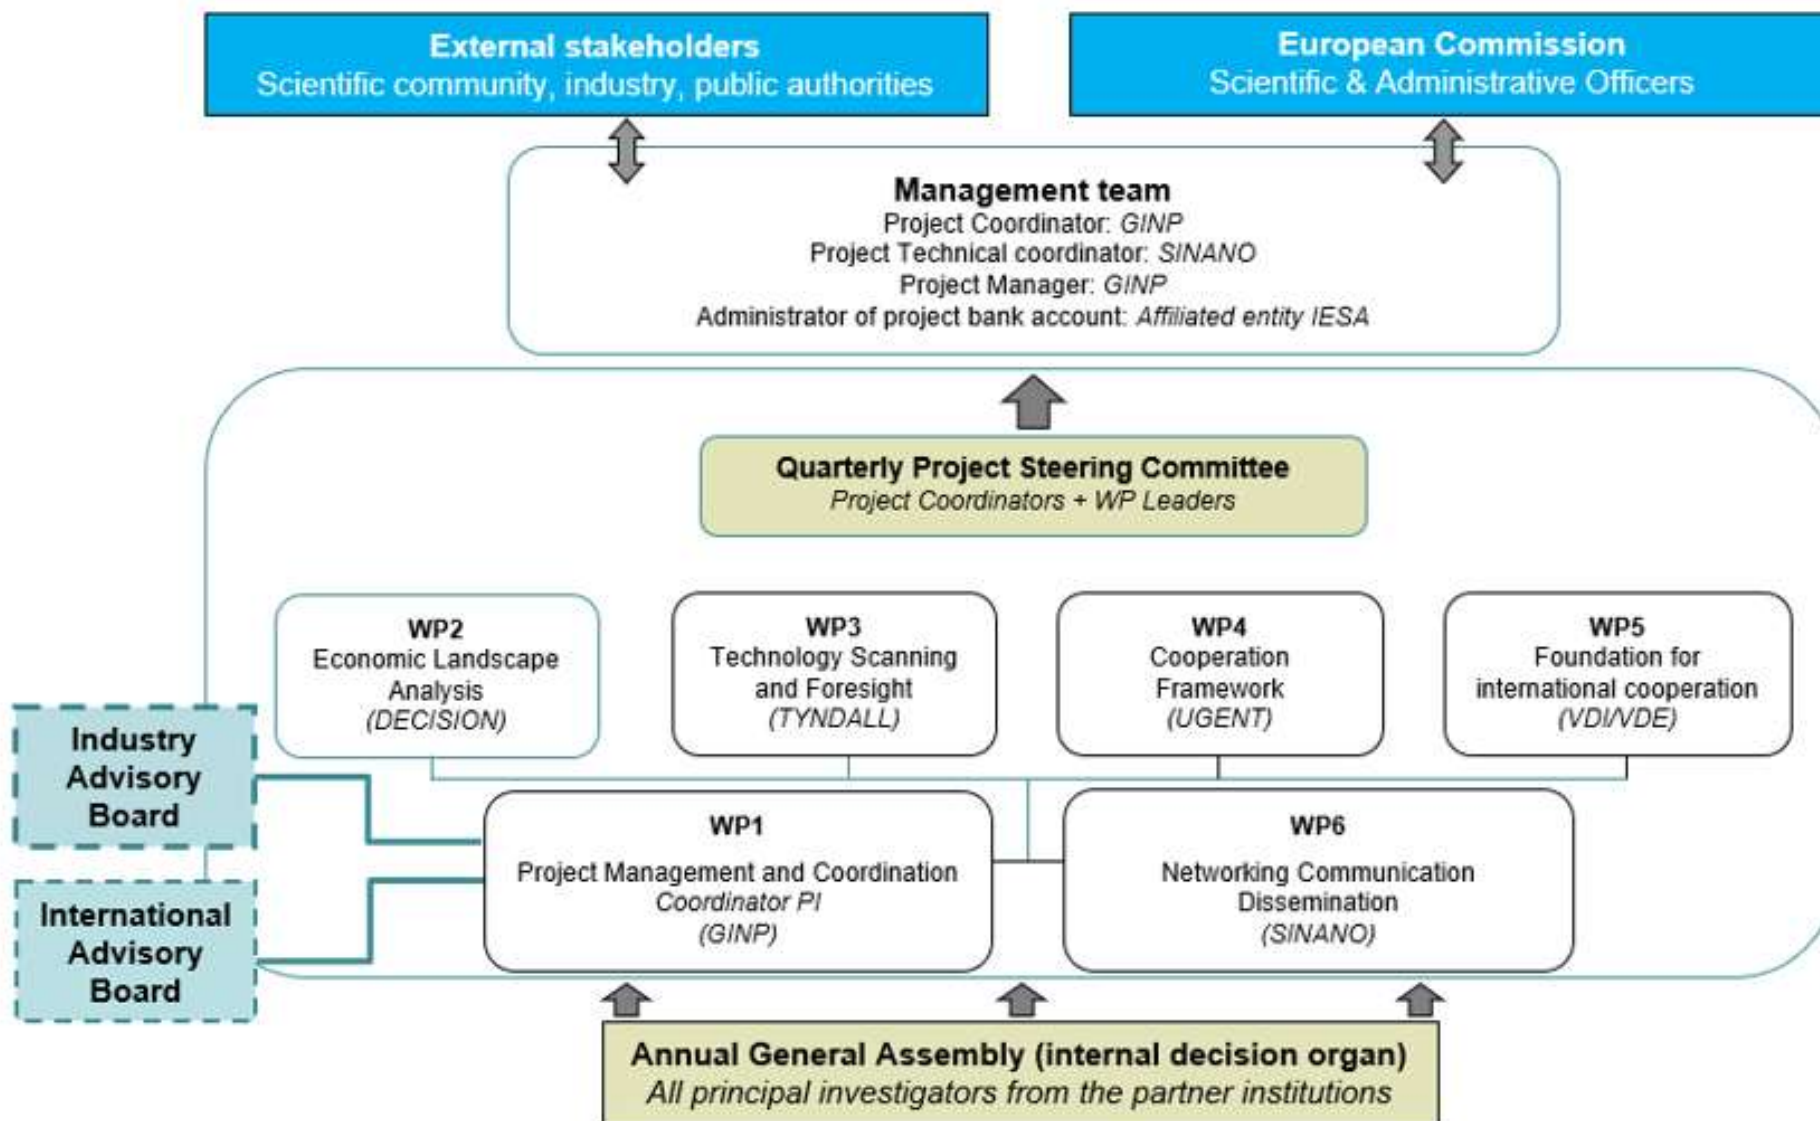 External stakeholders
Scientific community, industry, public authorities
European Commission
Scientific & Administrative Officers
Management team
Project Coordinator: GINP
Project Technical coordinator: SINANO
Project Manager: GINP
Administrator of project bank account: Affiliated entity IESA
Quarterly Project Steering Committee
Project Coordinators + WP Leaders
WP2
Economic Landscape
Analysis
(DECISION)
WP3
Technology Scanning
and Foresight
(TYNDALL)
WP4
Cooperation
Framework
(UGENT)
WP5
Foundation for
international cooperation
(VDI/VDE)
Industry
Advisory
Board
International
Advisory
Board
WP1
Project Management and Coordination
Coordinator PI
(GINP)
WP6
Networking Communication
Dissemination
(SINANO)
Annual General Assembly (internal decision organ)
All principal investigators from the partner institutions